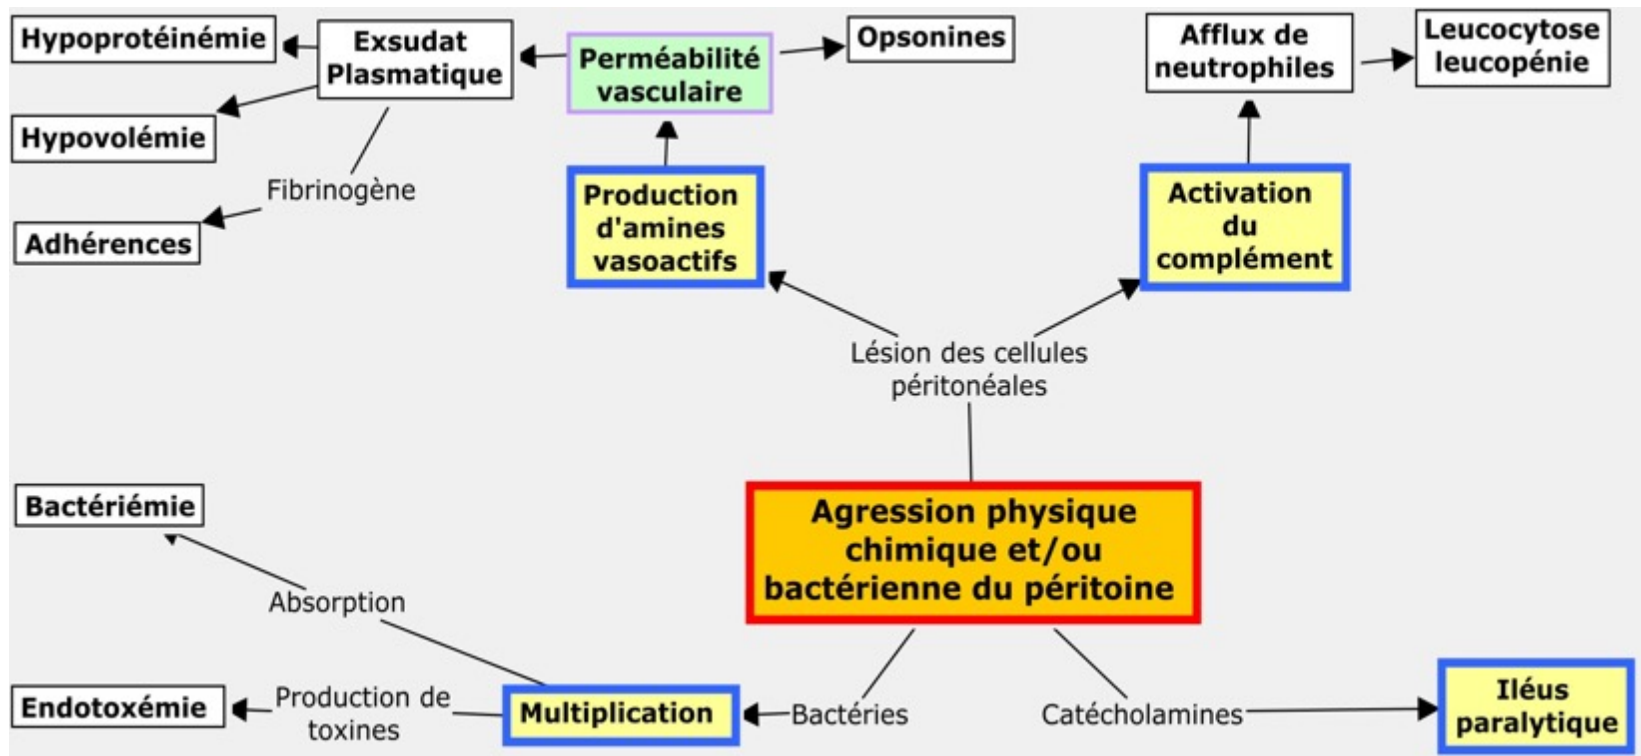 Hypoprotéinémie
Exsudat
Plasmatique
Perméabilité
vasculaire
Opsonines
Afflux de
neutrophiles
Leucocytose
leucopénie
Hypovolémie
Fibrinogène
Adhérences
Production
d'amines
vasoactifs
Activation
du
complément
Lésion des cellules
péritonéales
Bactériémie
Agression physique
chimique et/ou
bactérienne du péritoine
Absorption
Endotoxémie
Production de
toxines
Multiplication
Bactéries
Catécholamines
Iléus
paralytique